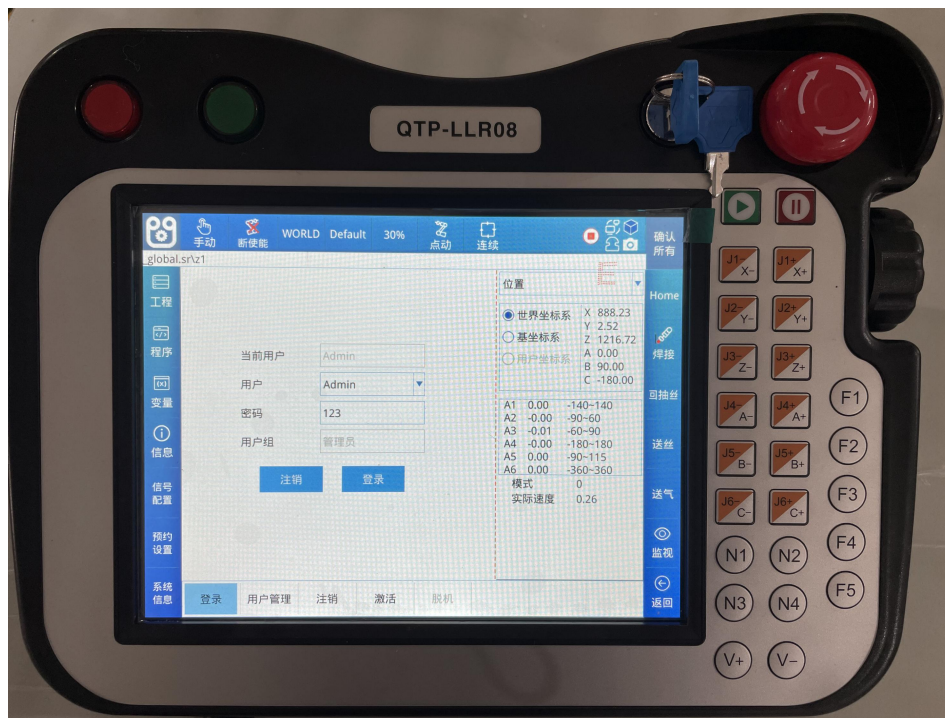 QTP-LLR08
手动
断使能
WORLD Default 30%
点动
连续
确认
所有
_global.sr\z1
工程
程序
变量
信息
信号
配置
预约
设置
系统
信息
当前用户 Admin
用户 Admin
密码 123
用户组 管理员
注销 登录
位置
世界坐标系
基坐标系
用户坐标系
X 888.23
Y 2.52
Z 1216.72
A 0.00
B 90.00
C -180.00
A1 0.00 -140~140
A2 -0.00 -90~60
A3 -0.01 -60~90
A4 -0.00 -180~180
A5 0.00 -90~115
A6 0.00 -360~360
模式 0
实际速度 0.26
Home
焊接
回抽丝
送丝
送气
监视
返回
登录 用户管理 注销 激活 脱机
J1- X- J1+ X+
J2- Y- J2+ Y+
J3- Z- J3+ Z+
J4- A- J4+ A+
J5- B- J5+ B+
J6- C- J6+ C+
N1 N2
N3 N4
V+ V-
F1
F2
F3
F4
F5